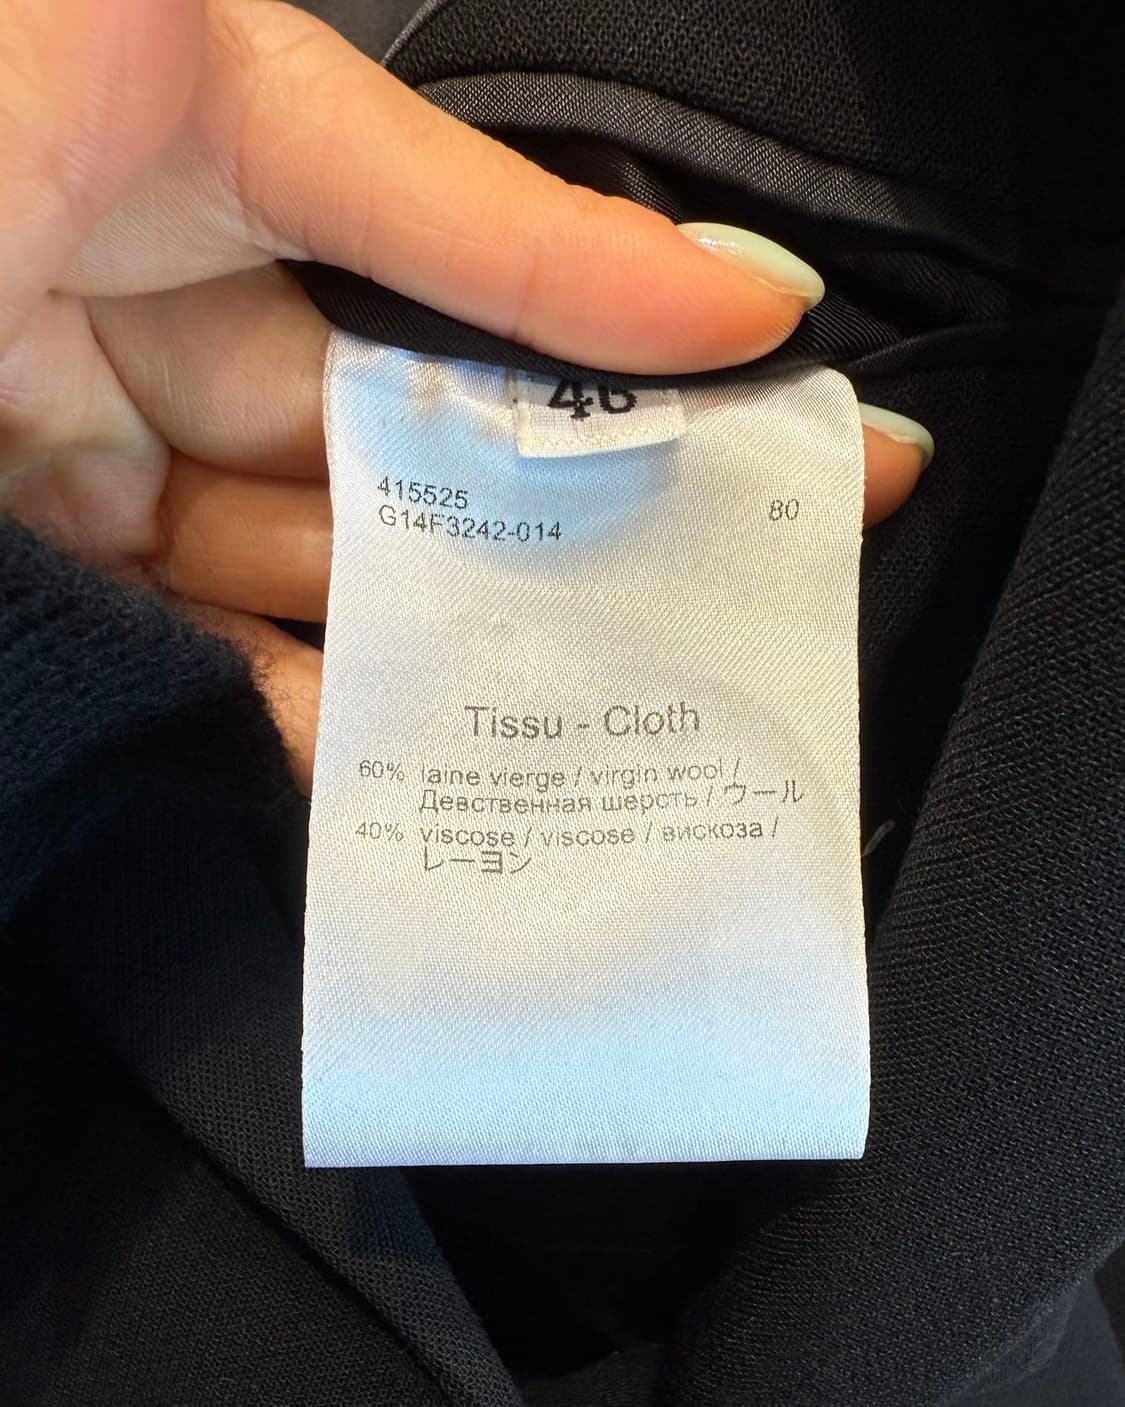 46
415525
G14F3242-014
80
Tissu - Cloth
60% laine vierge / virgin wool /
Девственная шерсть / ウール
40% viscose / viscose / вискоза /
レーヨン